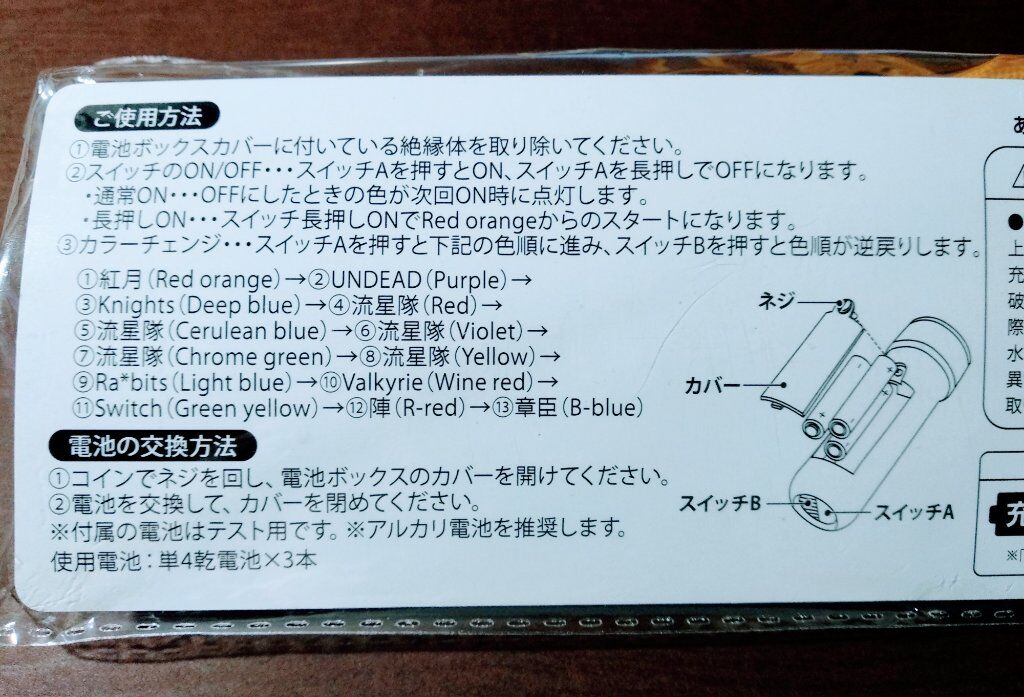 ご使用方法
①電池ボックスカバーに付いている絶縁体を取り除いてください。
②スイッチのON/OFF・・・スイッチAを押すとON、スイッチAを長押しでOFFになります。
・通常ON・・・OFFにしたときの色が次回ON時に点灯します。
・長押しON・・・スイッチ長押しONでRed orangeからのスタートになります。
③カラーチェンジ・・・スイッチAを押すと下記の色順に進み、スイッチBを押すと色順が逆戻りします。
①紅月（Red orange）→②UNDEAD（Purple）→
③Knights（Deep blue）→④流星隊（Red）→
⑤流星隊（Cerulean blue）→⑥流星隊（Violet）→
⑦流星隊（Chrome green）→⑧流星隊（Yellow）→
⑨Ra*bits（Light blue）→⑩Valkyrie（Wine red）→
⑪Switch（Green yellow）→⑫陣（R-red）→⑬章臣（B-blue）
ネジ
カバー
スイッチB
スイッチA
電池の交換方法
①コインでネジを回し、電池ボックスのカバーを開けてください。
②電池を交換して、カバーを閉めてください。
※付属の電池はテスト用です。※アルカリ電池を推奨します。
使用電池：単4乾電池×3本
あ
●
上
充
破
際
水
異
取
充